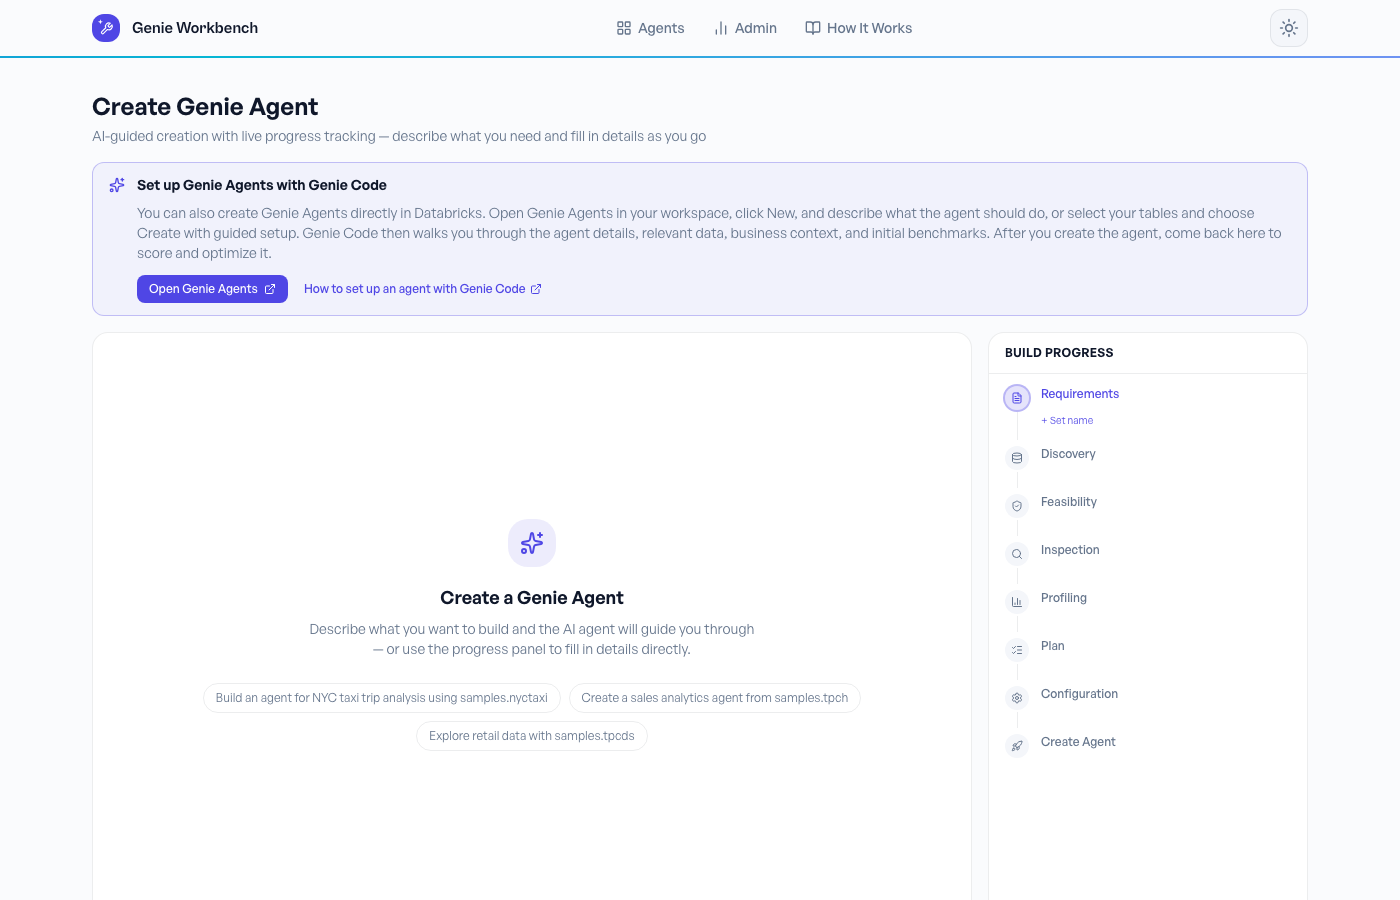 Genie Workbench
Agents
Admin
How It Works
Create Genie Agent
AI-guided creation with live progress tracking — describe what you need and fill in details as you go
Set up Genie Agents with Genie Code
You can also create Genie Agents directly in Databricks. Open Genie Agents in your workspace, click New, and describe what the agent should do, or select your tables and choose
Create with guided setup. Genie Code then walks you through the agent details, relevant data, business context, and initial benchmarks. After you create the agent, come back here to
score and optimize it.
Open Genie Agents
How to set up an agent with Genie Code
Create a Genie Agent
Describe what you want to build and the AI agent will guide you through
— or use the progress panel to fill in details directly.
Build an agent for NYC taxi trip analysis using samples.nyctaxi
Create a sales analytics agent from samples.tpch
Explore retail data with samples.tpcds
BUILD PROGRESS
Requirements
+ Set name
Discovery
Feasibility
Inspection
Profiling
Plan
Configuration
Create Agent